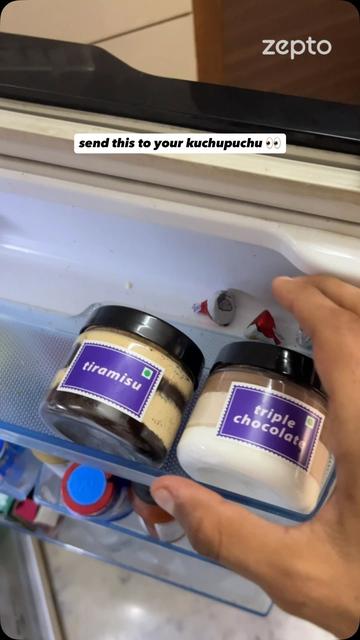 zepto
send this to your kuchupuchu 👀
tiramisu
triple
chocolate